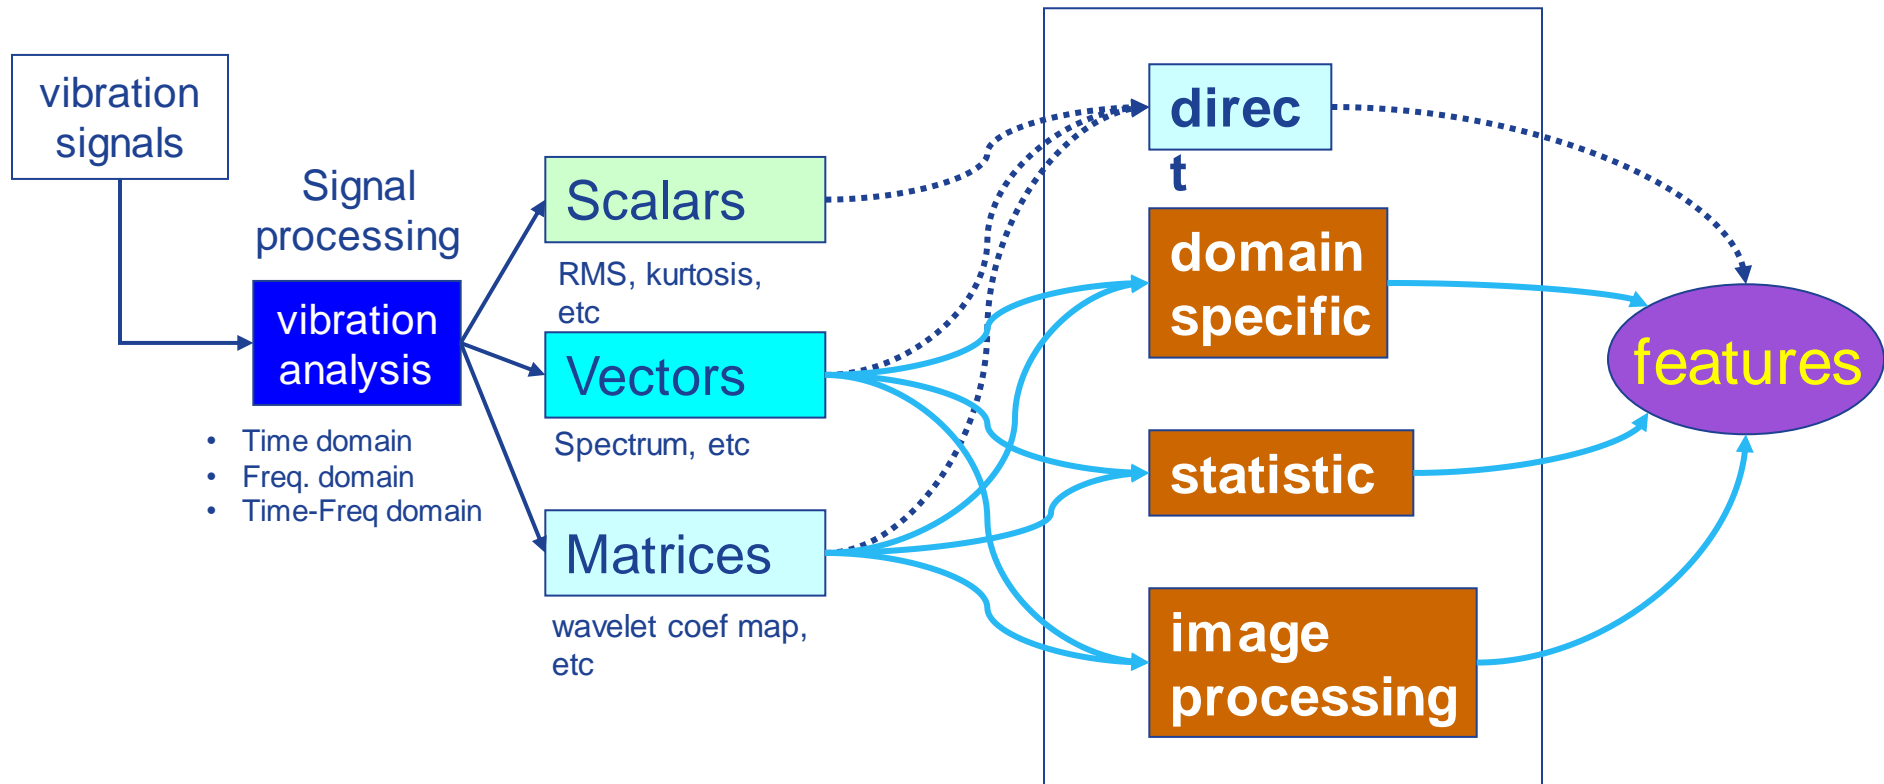 vibration
signals
Signal
processing
vibration
analysis
• Time domain
• Freq. domain
• Time-Freq domain
Scalars
RMS, kurtosis,
etc
Vectors
Spectrum, etc
Matrices
wavelet coef map,
etc
direc
t
domain
specific
statistic
image
processing
features